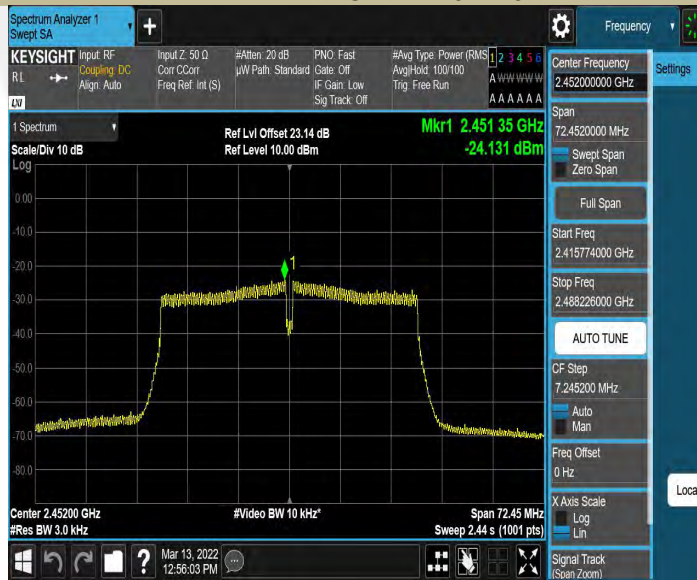 Spectrum Analyzer 1
Swept SA
Frequency
KEYSIGHT
RL
LXI
Input: RF
Coupling: DC
Align: Auto
Input Z: 50 Ω
Corr CCorr
Freq Ref: Int (S)
#Atten: 20 dB
µW Path: Standard
PNO: Fast
Gate: Off
IF Gain: Low
Sig Track: Off
#Avg Type: Power (RMS
Avg|Hold: 100/100
Trig: Free Run
1 2 3 4 5 6
A W W W W W
A A A A A A
1 Spectrum
Scale/Div 10 dB
Log
Ref Lvl Offset 23.14 dB
Ref Level 10.00 dBm
Mkr1 2.451 35 GHz
-24.131 dBm
1
0.00
-10.0
-20.0
-30.0
-40.0
-50.0
-60.0
-70.0
-80.0
Center 2.45200 GHz
#Res BW 3.0 kHz
#Video BW 10 kHz*
Span 72.45 MHz
Sweep 2.44 s (1001 pts)
Mar 13, 2022
12:56:03 PM
?
Center Frequency
2.452000000 GHz
Settings
Span
72.4520000 MHz
Swept Span
Zero Span
Full Span
Start Freq
2.415774000 GHz
Stop Freq
2.488226000 GHz
AUTO TUNE
CF Step
7.245200 MHz
Auto
Man
Freq Offset
0 Hz
X Axis Scale
Log
Lin
Signal Track
(Span Zoom)
Loca